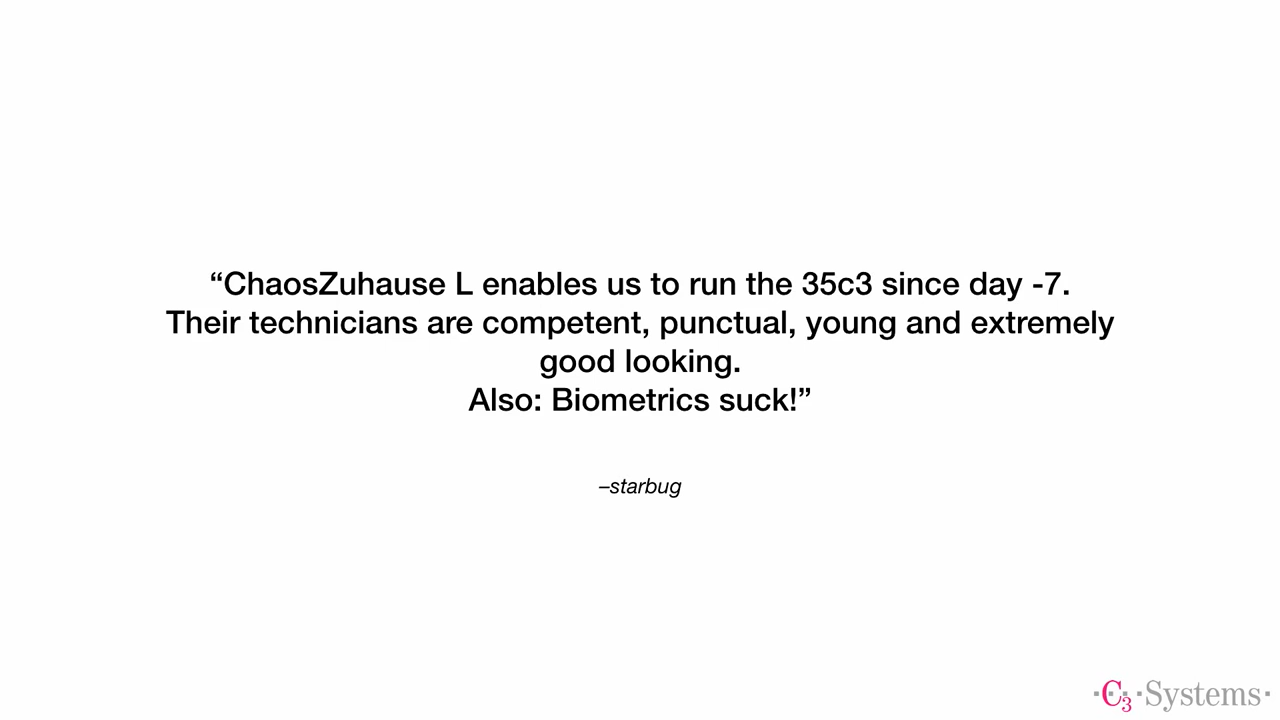 “ChaosZuhause L enables us to run the 35c3 since day -7.
Their technicians are competent, punctual, young and extremely
good looking.
Also: Biometrics suck!”
–starbug
·C3·Systems·